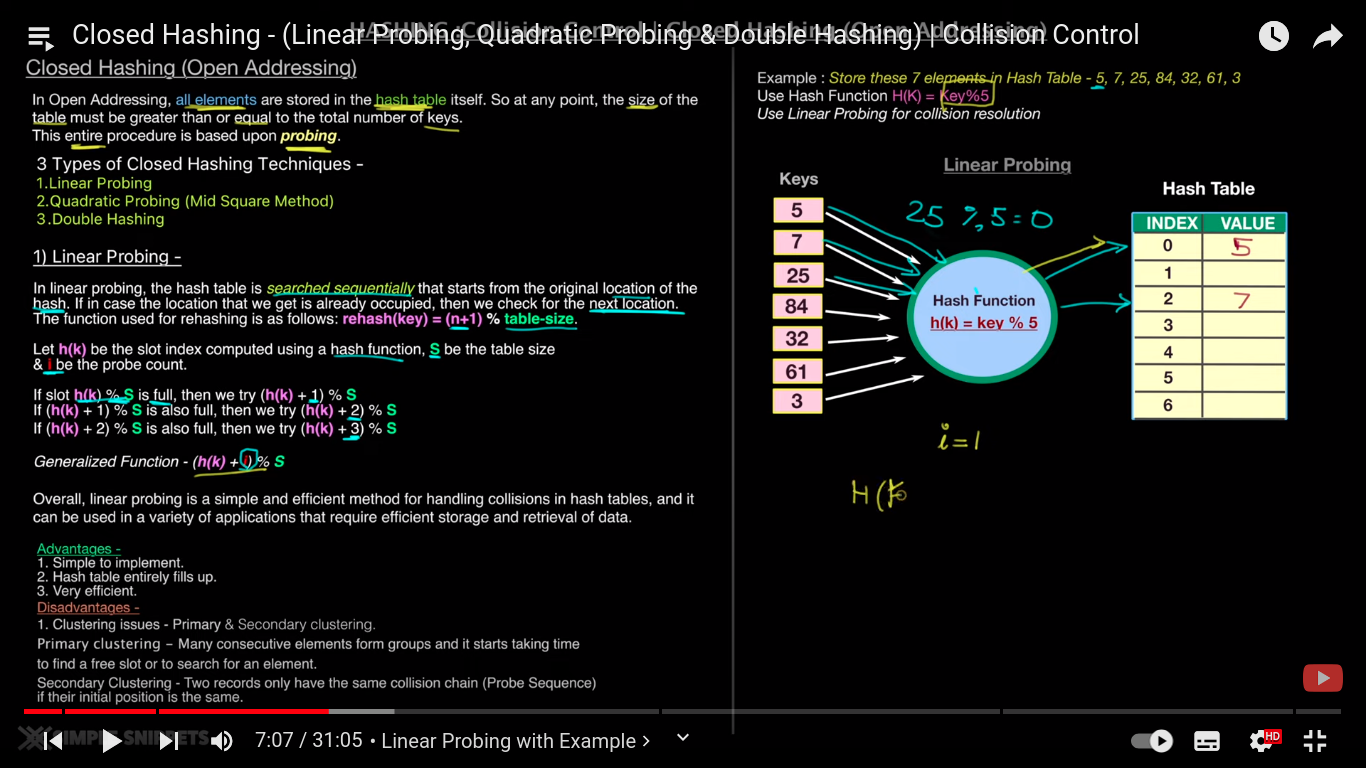 HASHING :Collision Control | Closed Hashing (Open Addressing)
Closed Hashing - (Linear Probing, Quadratic Probing & Double Hashing) | Collision Control
Closed Hashing (Open Addressing)
In Open Addressing, all elements are stored in the hash table itself. So at any point, the size of the
table must be greater than or equal to the total number of keys.
This entire procedure is based upon probing.
3 Types of Closed Hashing Techniques -
1.Linear Probing
2.Quadratic Probing (Mid Square Method)
3.Double Hashing
1) Linear Probing -
In linear probing, the hash table is searched sequentially that starts from the original location of the
hash. If in case the location that we get is already occupied, then we check for the next location.
The function used for rehashing is as follows: rehash(key) = (n+1) % table-size.
Let h(k) be the slot index computed using a hash function, S be the table size
& i be the probe count.
If slot h(k) % S is full, then we try (h(k) + 1) % S
If (h(k) + 1) % S is also full, then we try (h(k) + 2) % S
If (h(k) + 2) % S is also full, then we try (h(k) + 3) % S
Generalized Function - (h(k) + i) % S
Overall, linear probing is a simple and efficient method for handling collisions in hash tables, and it
can be used in a variety of applications that require efficient storage and retrieval of data.
Advantages -
1. Simple to implement.
2. Hash table entirely fills up.
3. Very efficient.
Disadvantages -
1. Clustering issues - Primary & Secondary clustering.
Primary clustering – Many consecutive elements form groups and it starts taking time
to find a free slot or to search for an element.
Secondary Clustering - Two records only have the same collision chain (Probe Sequence)
if their initial position is the same.
Example : Store these 7 elements in Hash Table - 5, 7, 25, 84, 32, 61, 3
Use Hash Function H(K) = Key%5
Use Linear Probing for collision resolution
Linear Probing
Keys
5
7
25
84
32
61
3
25 % 5 = 0
Hash Function
h(k) = key % 5
i = 1
H (K
Hash Table
INDEX VALUE
0 5
1
2 7
3
4
5
6
SIMPLE SNIPPETS
7:07 / 31:05 • Linear Probing with Example
HD